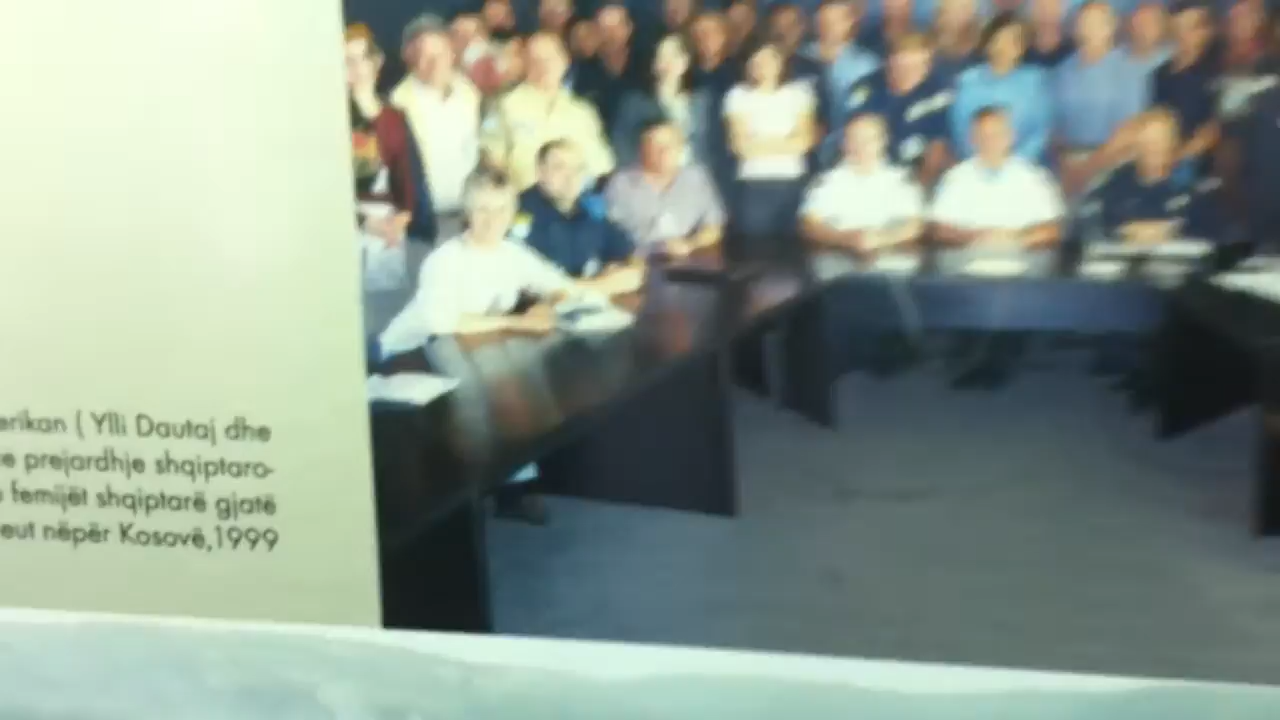 erikan ( Ylli Dautaj dhe
e prejardhje shqiptaro-
femijët shqiptarë gjatë
eut nëpër Kosovë,1999